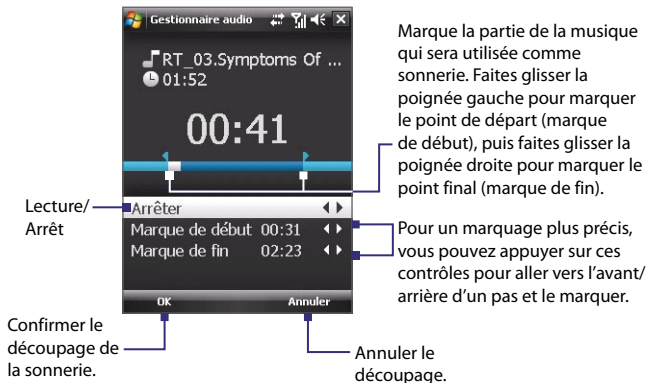 Gestionnaire audio
RT_03.Symptoms Of ...
01:52
00:41
Arrêter
Marque de début 00:31
Marque de fin 02:23
OK Annuler
Lecture/
Arrêt
Confirmer le
découpage de
la sonnerie.
Annuler le
découpage.
Marque la partie de la musique
qui sera utilisée comme
sonnerie. Faites glisser la
poignée gauche pour marquer
le point de départ (marque
de début), puis faites glisser la
poignée droite pour marquer le
point final (marque de fin).
Pour un marquage plus précis,
vous pouvez appuyer sur ces
contrôles pour aller vers l’avant/
arrière d’un pas et le marquer.